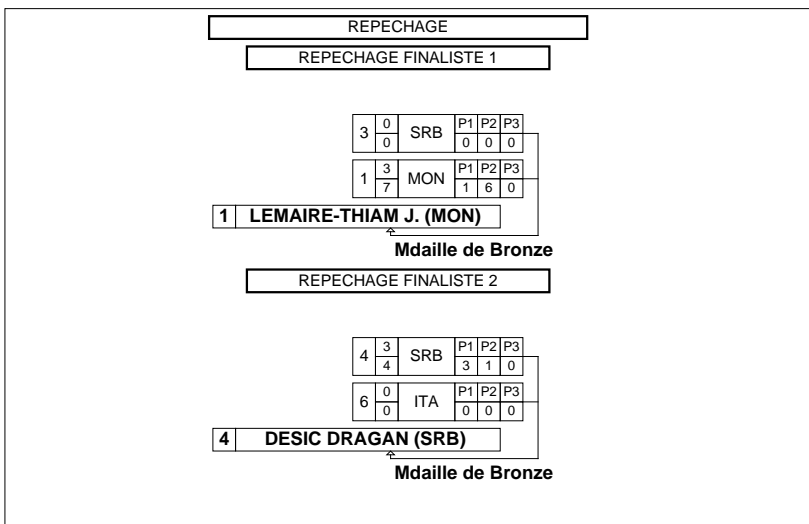 REPECHAGE
REPECHAGE FINALISTE 1
3 0 SRB P1 P2 P3
0 0 0 0
1 3 MON P1 P2 P3
7 1 6 0
1 LEMAIRE-THIAM J. (MON)
Mdaille de Bronze
REPECHAGE FINALISTE 2
4 3 SRB P1 P2 P3
4 3 1 0
6 0 ITA P1 P2 P3
0 0 0 0
4 DESIC DRAGAN (SRB)
Mdaille de Bronze